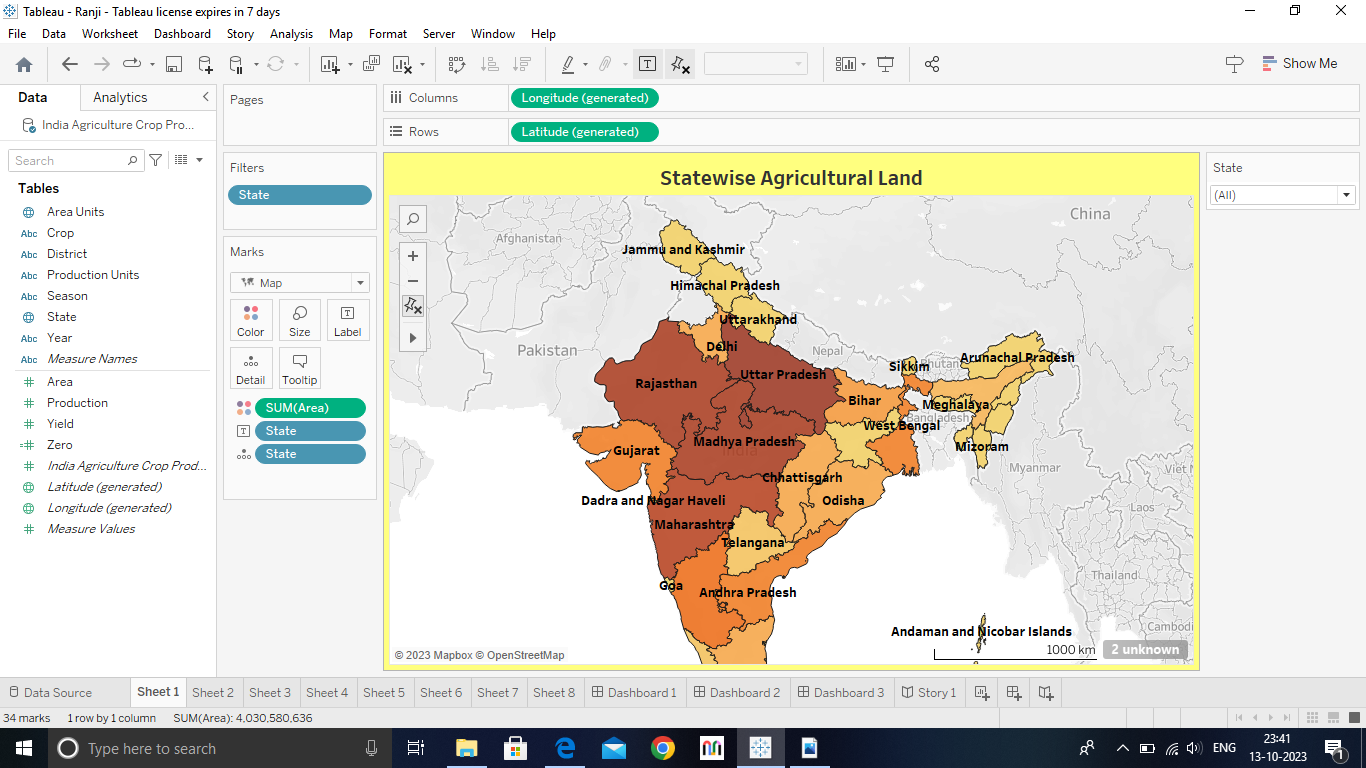 Tableau - Ranji - Tableau license expires in 7 days
File Data Worksheet Dashboard Story Analysis Map Format Server Window Help
Show Me
Data Analytics
India Agriculture Crop Pro...
Search
Tables
Area Units
Abc Crop
Abc District
Abc Production Units
Abc Season
State
Abc Year
Abc Measure Names
Area
Production
Yield
Zero
India Agriculture Crop Prod...
Latitude (generated)
Longitude (generated)
Measure Values
Pages
Filters
State
Marks
Map
Color Size Label
Detail Tooltip
SUM(Area)
State
State
Columns Longitude (generated)
Rows Latitude (generated)
Statewise Agricultural Land
China
Afghanistan
Jammu and Kashmir
Himachal Pradesh
Uttarakhand
Pakistan
Delhi
Nepal
Arunachal Pradesh
Sikkim
Bhutan
Uttar Pradesh
Rajasthan
Bihar
Meghalaya
Bangladesh
West Bengal
Madhya Pradesh
India
Gujarat
Mizoram
Myanmar
Viet N
Chhattisgarh
Dadra and Nagar Haveli
Odisha
Laos
Maharashtra
Telangana
Thailand
Goa
Andhra Pradesh
Cambodi
Andaman and Nicobar Islands
1000 km
2 unknown
© 2023 Mapbox © OpenStreetMap
State
(All)
Data Source Sheet 1 Sheet 2 Sheet 3 Sheet 4 Sheet 5 Sheet 6 Sheet 7 Sheet 8 Dashboard 1 Dashboard 2 Dashboard 3 Story 1
34 marks 1 row by 1 column SUM(Area): 4,030,580,636
Type here to search
ENG
23:41
13-10-2023
1